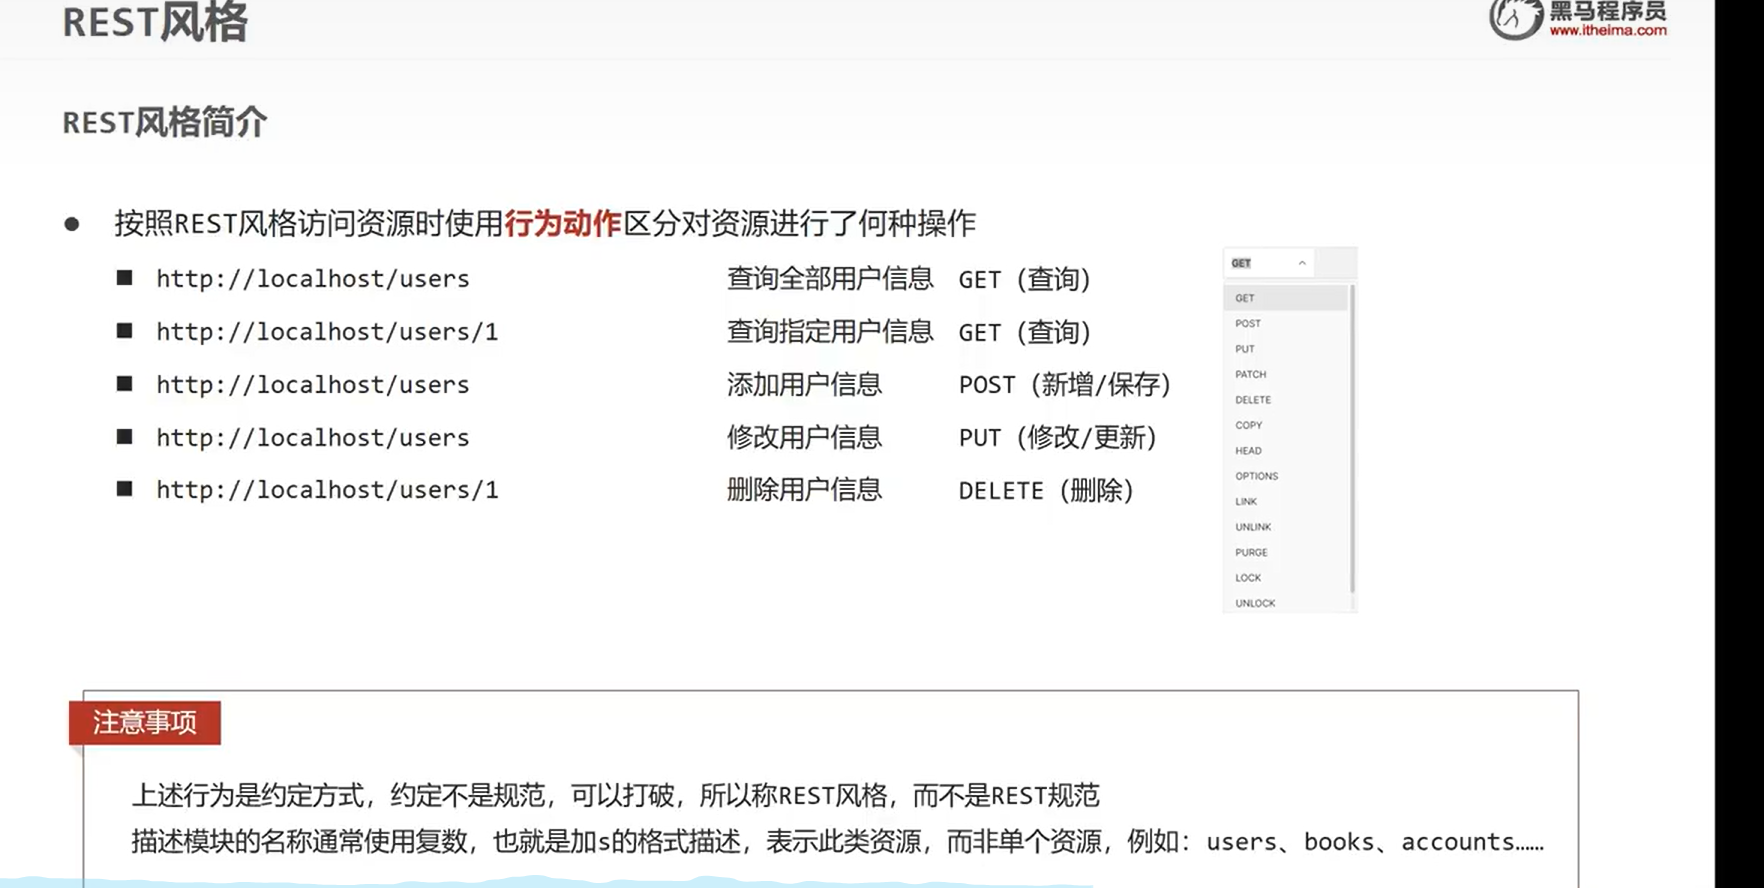 REST风格
黑马程序员
www.itheima.com
REST风格简介
按照REST风格访问资源时使用行为动作区分对资源进行了何种操作
http://localhost/users 查询全部用户信息 GET（查询）
http://localhost/users/1 查询指定用户信息 GET（查询）
http://localhost/users 添加用户信息 POST（新增/保存）
http://localhost/users 修改用户信息 PUT（修改/更新）
http://localhost/users/1 删除用户信息 DELETE（删除）
GET
GET
POST
PUT
PATCH
DELETE
COPY
HEAD
OPTIONS
LINK
UNLINK
PURGE
LOCK
UNLOCK
注意事项
上述行为是约定方式，约定不是规范，可以打破，所以称REST风格，而不是REST规范
描述模块的名称通常使用复数，也就是加s的格式描述，表示此类资源，而非单个资源，例如：users、books、accounts……